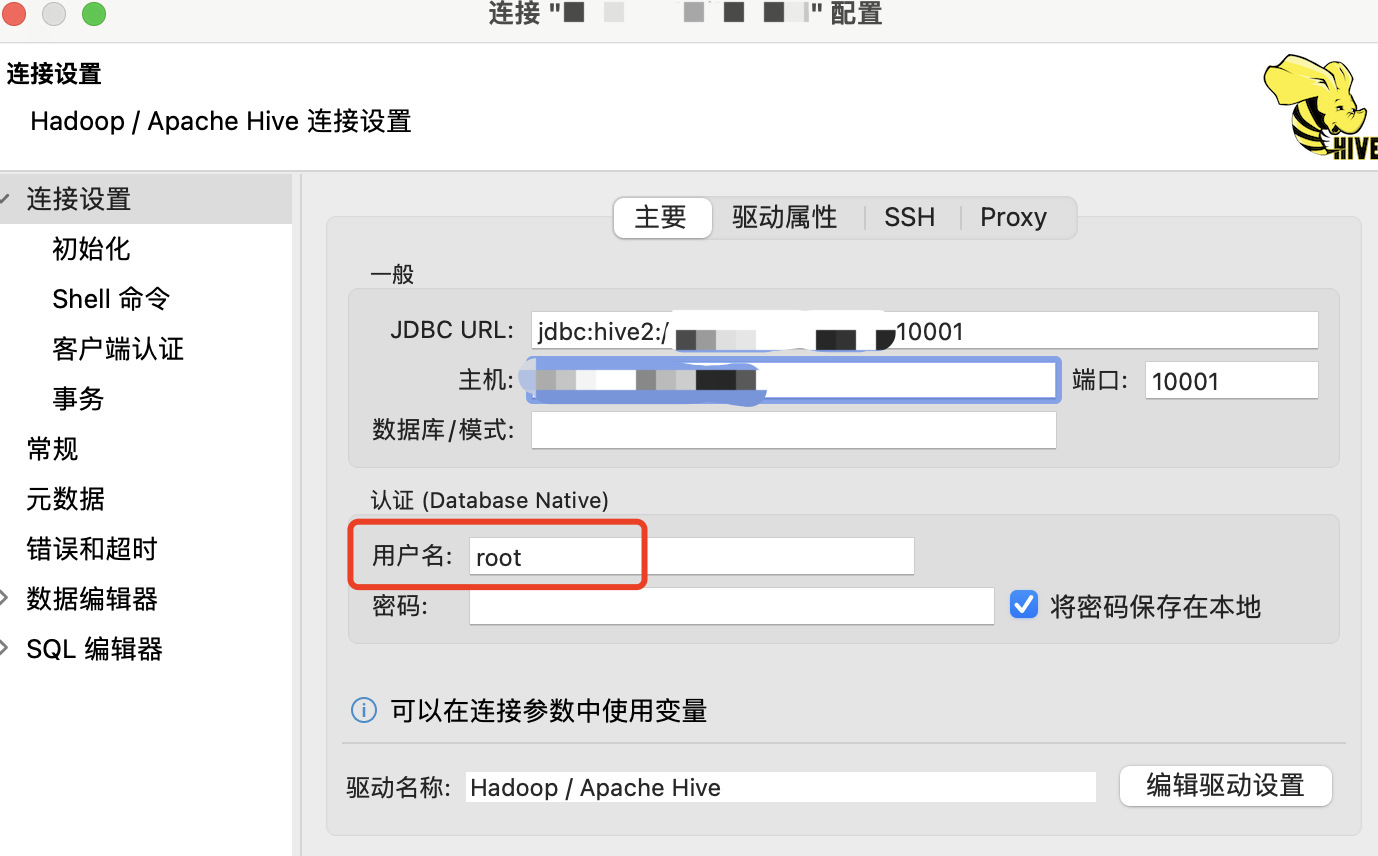 连接 " " 配置
连接设置
Hadoop / Apache Hive 连接设置
HIVE
连接设置
初始化
Shell 命令
客户端认证
事务
常规
元数据
错误和超时
数据编辑器
SQL 编辑器
主要 驱动属性 SSH Proxy
一般
JDBC URL: jdbc:hive2:/ 10001
主机: 端口: 10001
数据库/模式:
认证 (Database Native)
用户名: root
密码: 将密码保存在本地
可以在连接参数中使用变量
驱动名称: Hadoop / Apache Hive 编辑驱动设置